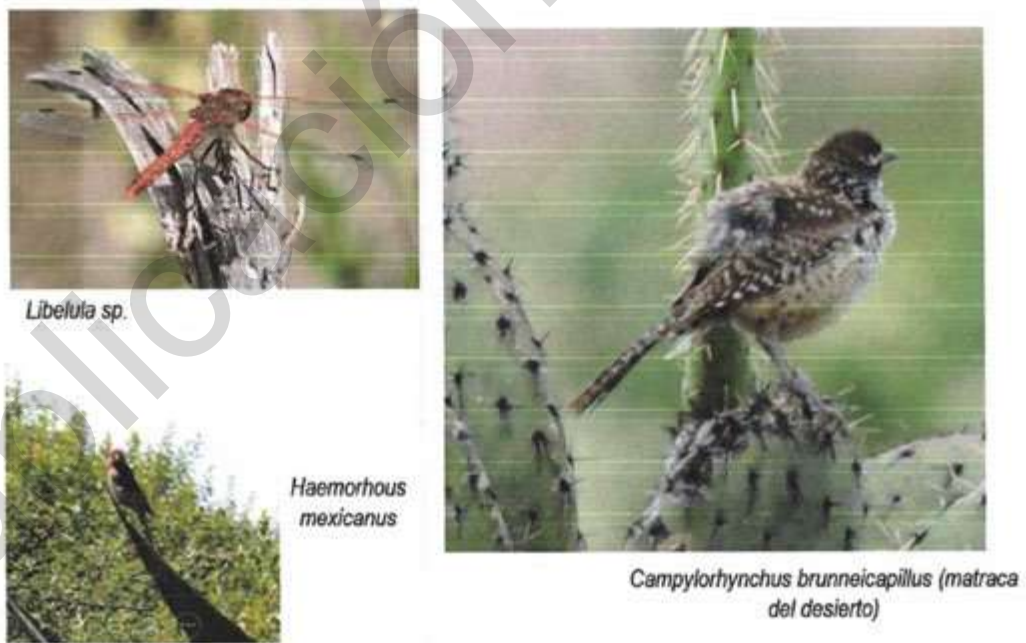 Libelula sp.
Haemorhous
mexicanus
Campylorhynchus brunneicapillus (matraca
del desierto)